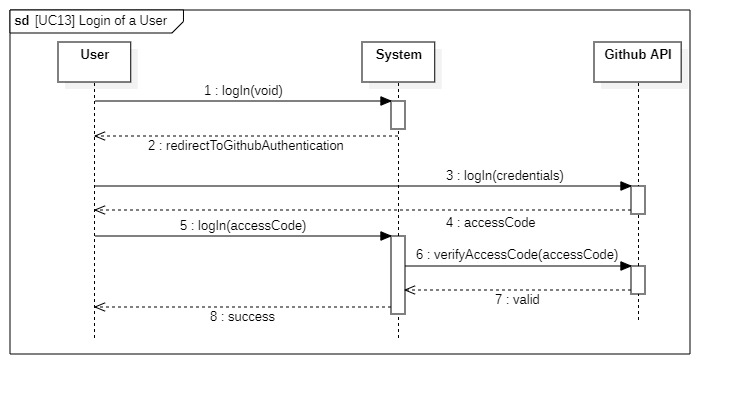 sd [UC13] Login of a User
User
System
Github API
1 : logIn(void)
2 : redirectToGithubAuthentication
3 : logIn(credentials)
4 : accessCode
5 : logIn(accessCode)
6 : verifyAccessCode(accessCode)
7 : valid
8 : success